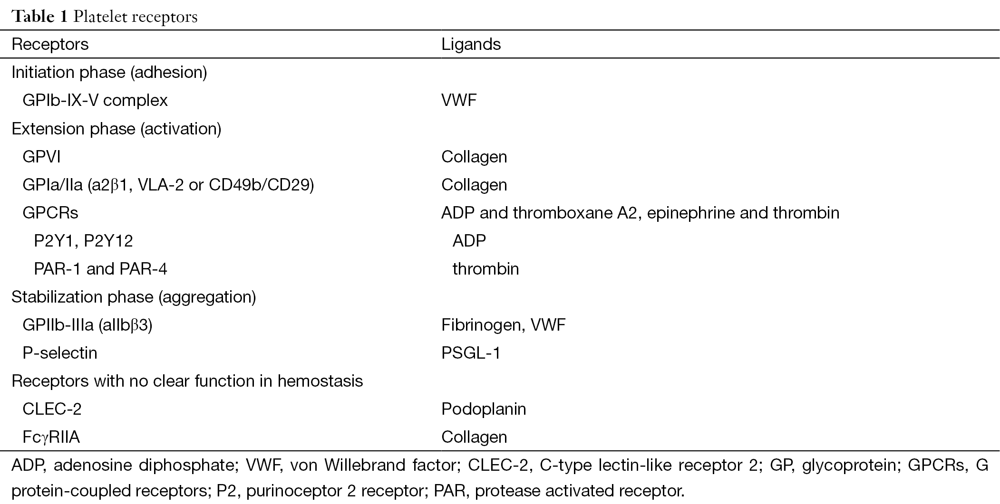 Table 1 Platelet receptors
Receptors Ligands
Initiation phase (adhesion)
GPIb-IX-V complex VWF
Extension phase (activation)
GPVI Collagen
GPIa/IIa (a2β1, VLA-2 or CD49b/CD29) Collagen
GPCRs ADP and thromboxane A2, epinephrine and thrombin
P2Y1, P2Y12 ADP
PAR-1 and PAR-4 thrombin
Stabilization phase (aggregation)
GPIIb-IIIa (aIIbβ3) Fibrinogen, VWF
P-selectin PSGL-1
Receptors with no clear function in hemostasis
CLEC-2 Podoplanin
FcγRIIA Collagen
ADP, adenosine diphosphate; VWF, von Willebrand factor; CLEC-2, C-type lectin-like receptor 2; GP, glycoprotein; GPCRs, G
protein-coupled receptors; P2, purinoceptor 2 receptor; PAR, protease activated receptor.